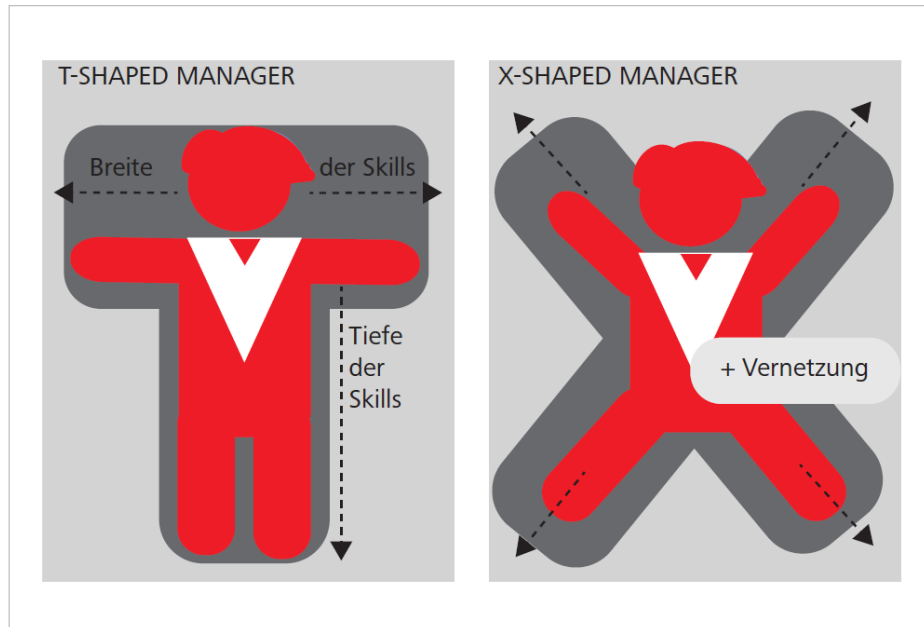 T-SHAPED MANAGER
Breite der Skills
Tiefe
der
Skills
X-SHAPED MANAGER
+ Vernetzung